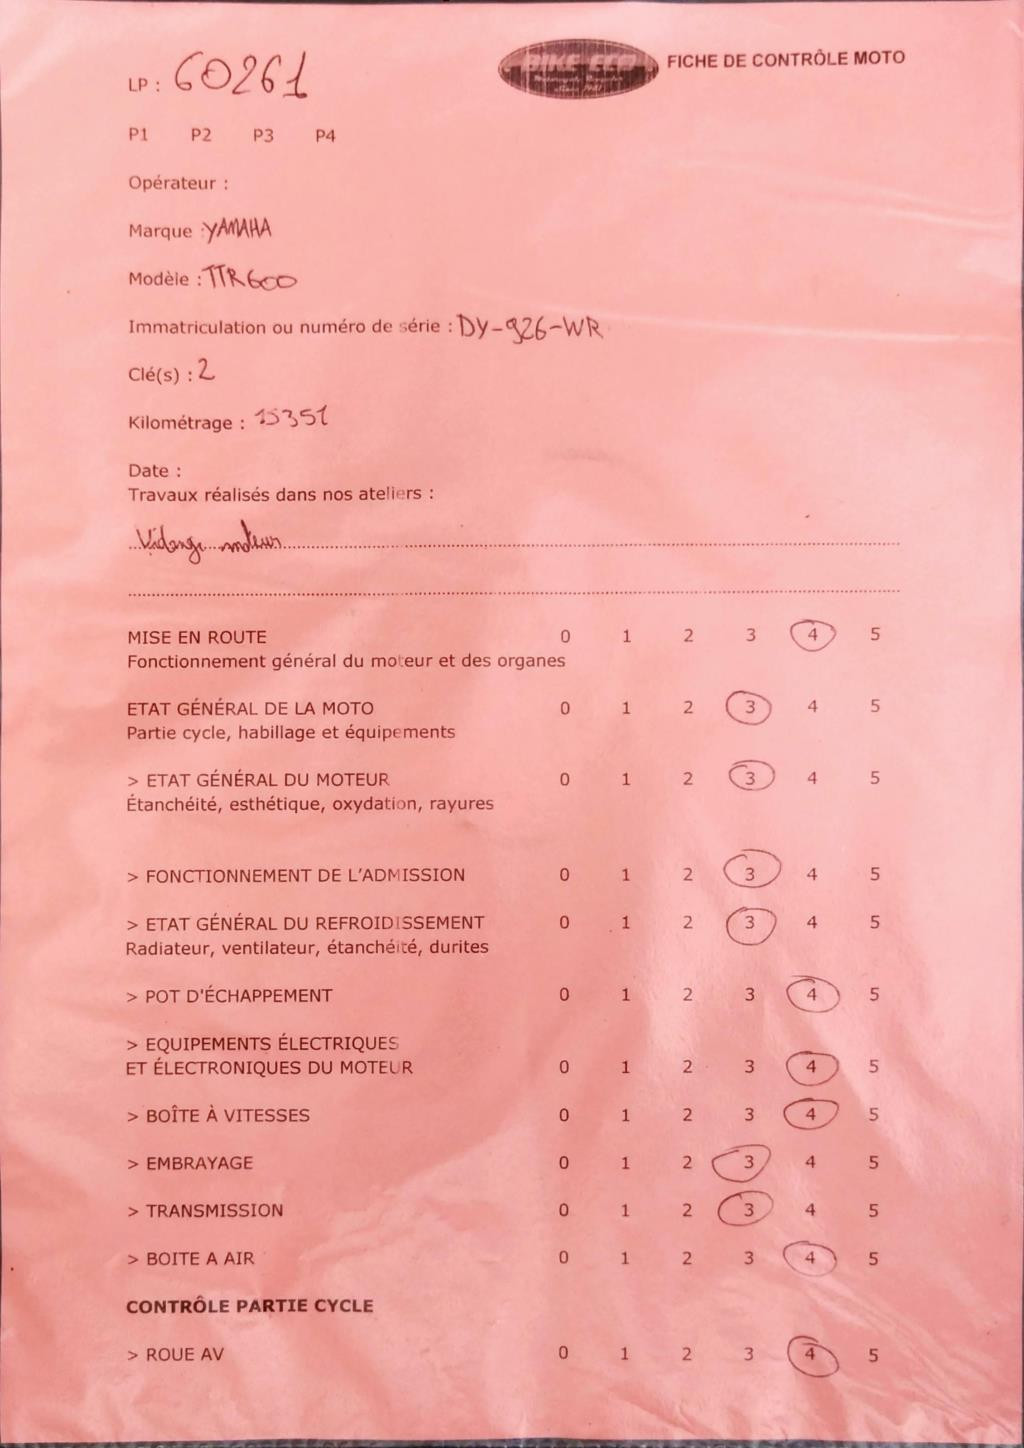 LP : 60261
BIKE ECO
FICHE DE CONTRÔLE MOTO
P1 P2 P3 P4
Opérateur :
Marque : YAMAHA
Modèle : TTR600
Immatriculation ou numéro de série : DY-926-WR
Clé(s) : 2
Kilométrage : 15351
Date :
Travaux réalisés dans nos ateliers :
Vidange moteur
MISE EN ROUTE 0 1 2 3 4 5
Fonctionnement général du moteur et des organes
ETAT GÉNÉRAL DE LA MOTO 0 1 2 3 4 5
Partie cycle, habillage et équipements
> ETAT GÉNÉRAL DU MOTEUR 0 1 2 3 4 5
Étanchéité, esthétique, oxydation, rayures
> FONCTIONNEMENT DE L'ADMISSION 0 1 2 3 4 5
> ETAT GÉNÉRAL DU REFROIDISSEMENT 0 1 2 3 4 5
Radiateur, ventilateur, étanchéité, durites
> POT D'ÉCHAPPEMENT 0 1 2 3 4 5
> EQUIPEMENTS ÉLECTRIQUES
ET ÉLECTRONIQUES DU MOTEUR 0 1 2 3 4 5
> BOÎTE À VITESSES 0 1 2 3 4 5
> EMBRAYAGE 0 1 2 3 4 5
> TRANSMISSION 0 1 2 3 4 5
> BOITE A AIR 0 1 2 3 4 5
CONTRÔLE PARTIE CYCLE
> ROUE AV 0 1 2 3 4 5